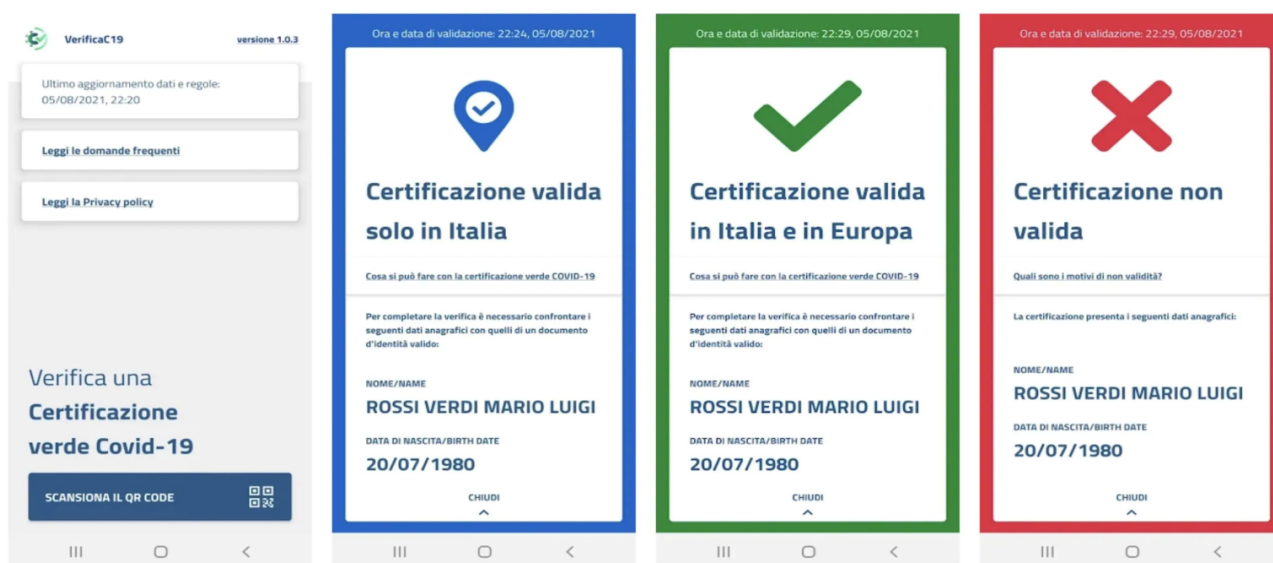 VerificaC19
versione 1.0.3
Ultimo aggiornamento dati e regole:
05/08/2021, 22:20
Leggi le domande frequenti
Leggi la Privacy policy
Verifica una
Certificazione
verde Covid-19
SCANSIONA IL QR CODE
Ora e data di validazione: 22:24, 05/08/2021
Certificazione valida
solo in Italia
Cosa si può fare con la certificazione verde COVID-19
Per completare la verifica è necessario confrontare i
seguenti dati anagrafici con quelli di un documento
d'identità valido:
NOME/NAME
ROSSI VERDI MARIO LUIGI
DATA DI NASCITA/BIRTH DATE
20/07/1980
CHIUDI
Ora e data di validazione: 22:29, 05/08/2021
Certificazione valida
in Italia e in Europa
Cosa si può fare con la certificazione verde COVID-19
Per completare la verifica è necessario confrontare i
seguenti dati anagrafici con quelli di un documento
d'identità valido:
NOME/NAME
ROSSI VERDI MARIO LUIGI
DATA DI NASCITA/BIRTH DATE
20/07/1980
CHIUDI
Ora e data di validazione: 22:29, 05/08/2021
Certificazione non
valida
Quali sono i motivi di non validità?
La certificazione presenta i seguenti dati anagrafici:
NOME/NAME
ROSSI VERDI MARIO LUIGI
DATA DI NASCITA/BIRTH DATE
20/07/1980
CHIUDI